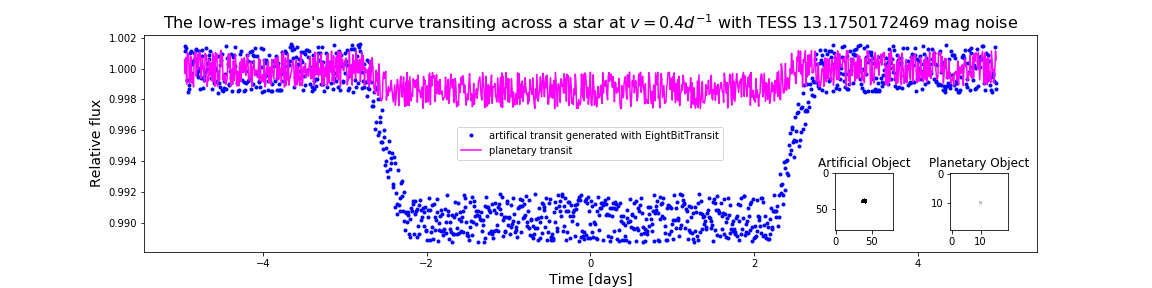 The low-res image's light curve transiting across a star at v = 0.4d⁻¹ with TESS 13.1750172469 mag noise
1.002
1.000
0.998
0.996
0.994
0.992
0.990
Relative flux
artifical transit generated with EightBitTransit
planetary transit
Artificial Object
0
50
0
50
Planetary Object
0
10
0
10
−4
−2
0
2
4
Time [days]